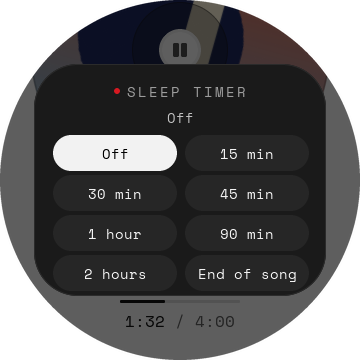 SLEEP TIMER
Off
Off 15 min
30 min 45 min
1 hour 90 min
2 hours End of song
1:32 / 4:00